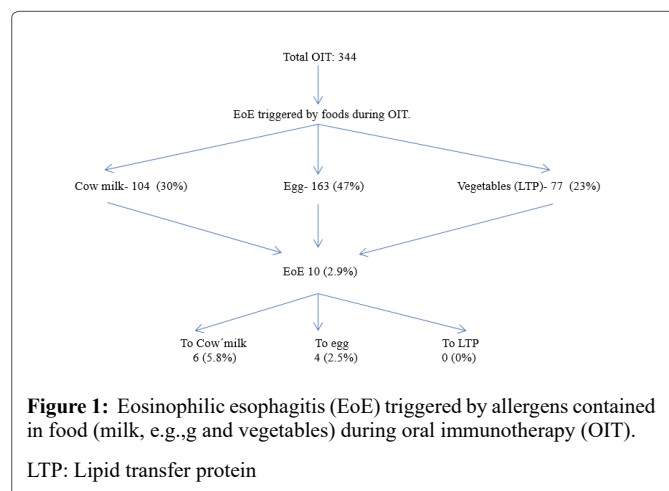 Total OIT: 344
EoE triggered by foods during OIT.
Cow milk- 104  (30%)
Egg- 163 (47%)
Vegetables (LTP)- 77  (23%)
EoE 10 (2.9%)
To Cow´milk
6 (5.8%)
To egg
4 (2.5%)
To LTP
0 (0%)
Figure 1: Eosinophilic esophagitis (EoE) triggered by allergens contained
in food (milk, e.g.,g and vegetables) during oral immunotherapy (OIT).
LTP: Lipid transfer protein